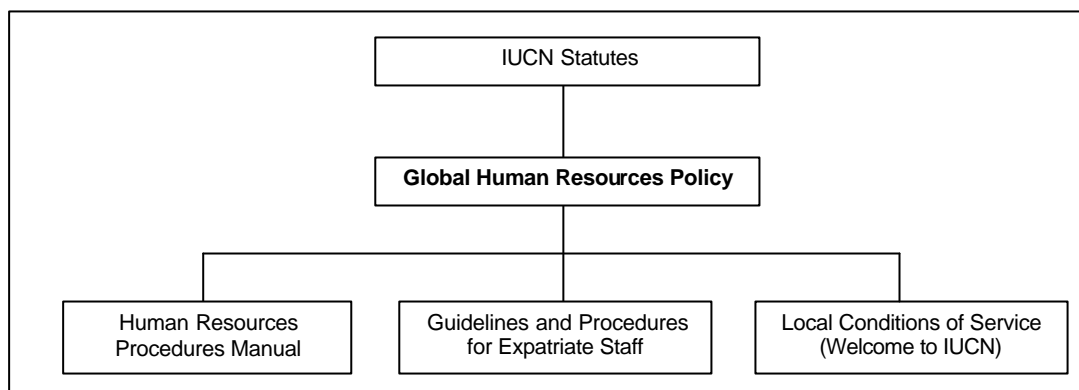 IUCN Statutes
Global Human Resources Policy
Human Resources
Procedures Manual
Guidelines and Procedures
for Expatriate Staff
Local Conditions of Service
(Welcome to IUCN)